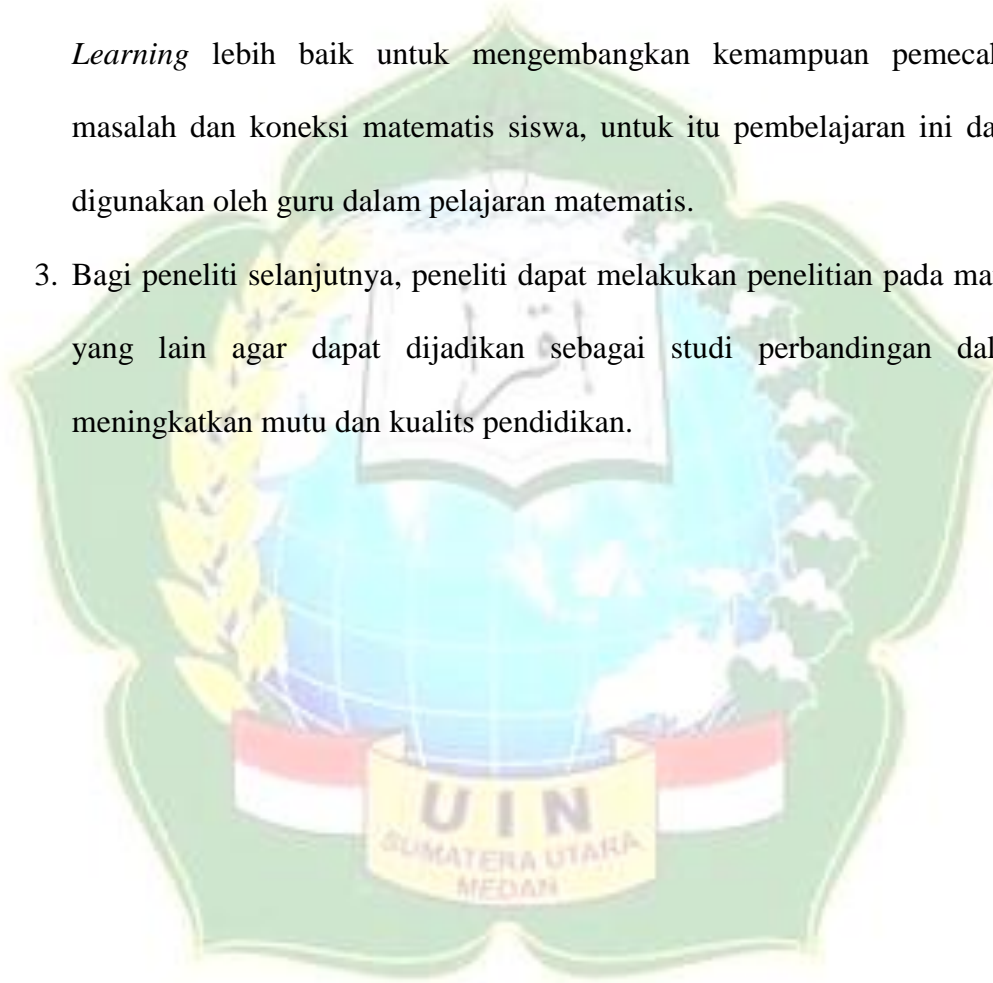 Learning lebih baik untuk mengembangkan kemampuan pemecal
masalah dan koneksi matematis siswa, untuk itu pembelajaran ini da
digunakan oleh guru dalam pelajaran matematis.
3. Bagi peneliti selanjutnya, peneliti dapat melakukan penelitian pada ma
yang lain agar dapat dijadikan sebagai studi perbandingan dal
meningkatkan mutu dan kualits pendidikan.
UIN
SUMATERA UTARA
MEDAN